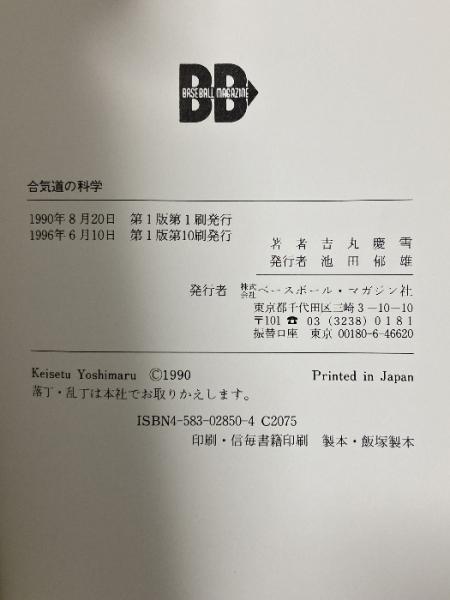 BB
BASEBALL MAGAZINE
合気道の科学
1990年8月20日 第1版第1刷発行
1996年6月10日 第1版第10刷発行
著者 吉丸慶雪
発行者 池田郁雄
発行者 株式会社ベースボール・マガジン社
東京都千代田区三崎3-10-10
〒101 ☎ 03 (3238) 0181
振替口座 東京 00180-6-46620
Keisetu Yoshimaru ©1990 Printed in Japan
落丁・乱丁は本社でお取りかえします。
ISBN4-583-02850-4 C2075
印刷・信毎書籍印刷 製本・飯塚製本